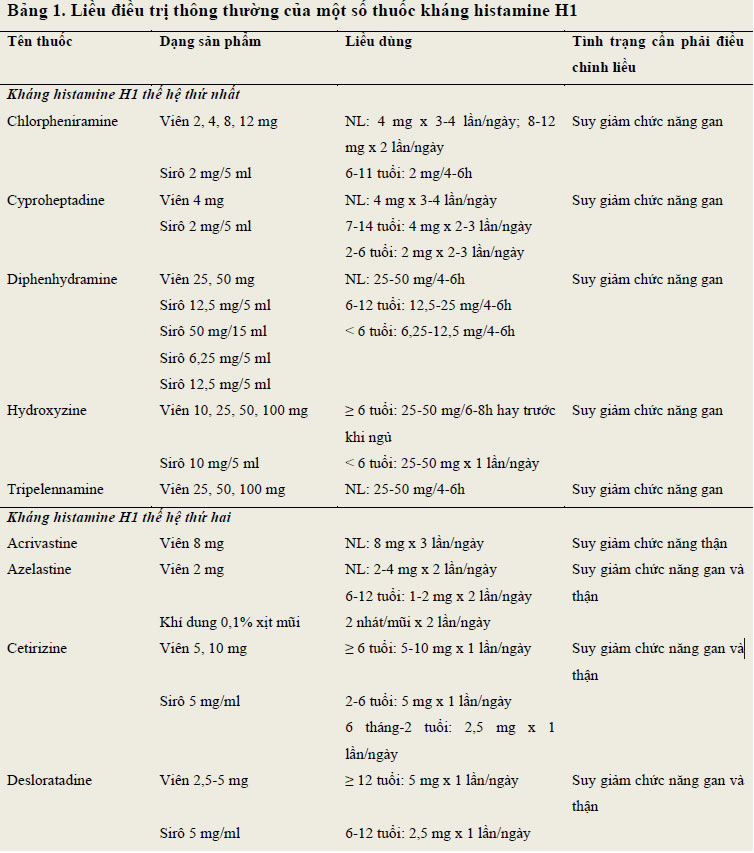 Bảng 1. Liều điều trị thông thường của một số thuốc kháng histamine H1
Tên thuốc Dạng sản phẩm Liều dùng Tình trạng cần phải điều
chỉnh liều
Kháng histamine H1 thế hệ thứ nhất
Chlorpheniramine Viên 2, 4, 8, 12 mg NL: 4 mg x 3-4 lần/ngày; 8-12 Suy giảm chức năng gan
mg x 2 lần/ngày
Sirô 2 mg/5 ml 6-11 tuổi: 2 mg/4-6h
Cyproheptadine Viên 4 mg NL: 4 mg x 3-4 lần/ngày Suy giảm chức năng gan
Sirô 2 mg/5 ml 7-14 tuổi: 4 mg x 2-3 lần/ngày
2-6 tuổi: 2 mg x 2-3 lần/ngày
Diphenhydramine Viên 25, 50 mg NL: 25-50 mg/4-6h Suy giảm chức năng gan
Sirô 12,5 mg/5 ml 6-12 tuổi: 12,5-25 mg/4-6h
Sirô 50 mg/15 ml < 6 tuổi: 6,25-12,5 mg/4-6h
Sirô 6,25 mg/5 ml
Sirô 12,5 mg/5 ml
Hydroxyzine Viên 10, 25, 50, 100 mg ≥ 6 tuổi: 25-50 mg/6-8h hay trước Suy giảm chức năng gan
khi ngủ
Sirô 10 mg/5 ml < 6 tuổi: 25-50 mg x 1 lần/ngày
Tripelennamine Viên 25, 50, 100 mg NL: 25-50 mg/4-6h Suy giảm chức năng gan
Kháng histamine H1 thế hệ thứ hai
Acrivastine Viên 8 mg NL: 8 mg x 3 lần/ngày Suy giảm chức năng thận
Azelastine Viên 2 mg NL: 2-4 mg x 2 lần/ngày Suy giảm chức năng gan và
6-12 tuổi: 1-2 mg x 2 lần/ngày thận
Khí dung 0,1% xịt mũi 2 nhát/mũi x 2 lần/ngày
Cetirizine Viên 5, 10 mg ≥ 6 tuổi: 5-10 mg x 1 lần/ngày Suy giảm chức năng gan và
thận
Sirô 5 mg/ml 2-6 tuổi: 5 mg x 1 lần/ngày
6 tháng-2 tuổi: 2,5 mg x 1
lần/ngày
Desloratadine Viên 2,5-5 mg ≥ 12 tuổi: 5 mg x 1 lần/ngày Suy giảm chức năng gan và
thận
Sirô 5 mg/ml 6-12 tuổi: 2,5 mg x 1 lần/ngày